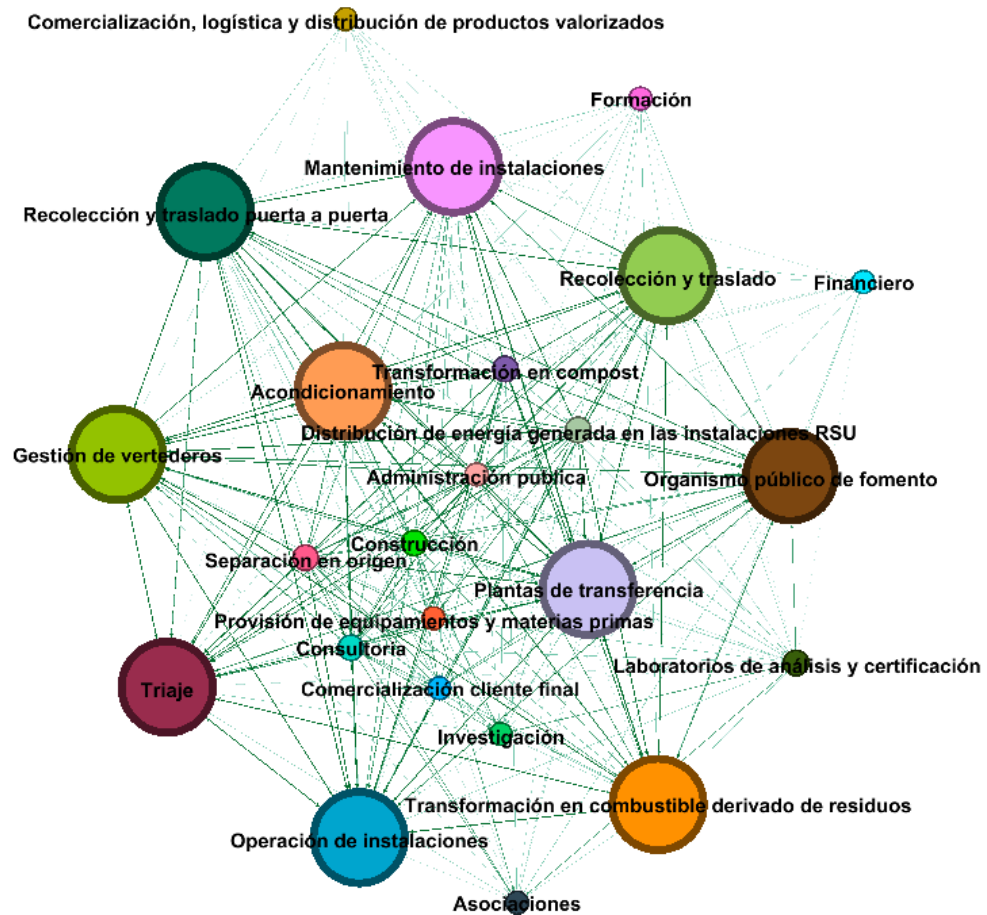 Comercialización, logística y distribución de productos valorizados
Formación
Mantenimiento de instalaciones
Recolección y traslado puerta a puerta
Recolección y traslado
Financiero
Transformación en compost
Acondicionamiento
Distribución de energía generada en las instalaciones RSU
Gestión de vertederos
Administración publica
Organismo público de fomento
Construcción
Separación en origen
Plantas de transferencia
Provisión de equipamientos y materias primas
Consultoría
Laboratorios de análisis y certificación
Triaje
Comercialización cliente final
Investigación
Transformación en combustible derivado de residuos
Operación de instalaciones
Asociaciones